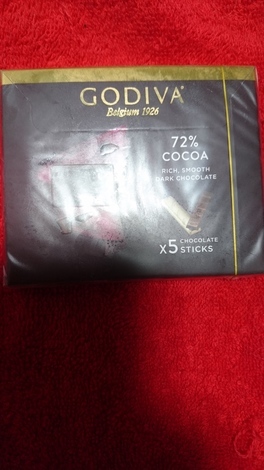 GODIVA
Belgium 1926
72%
COCOA
RICH, SMOOTH
DARK CHOCOLATE
x5 CHOCOLATE
STICKS